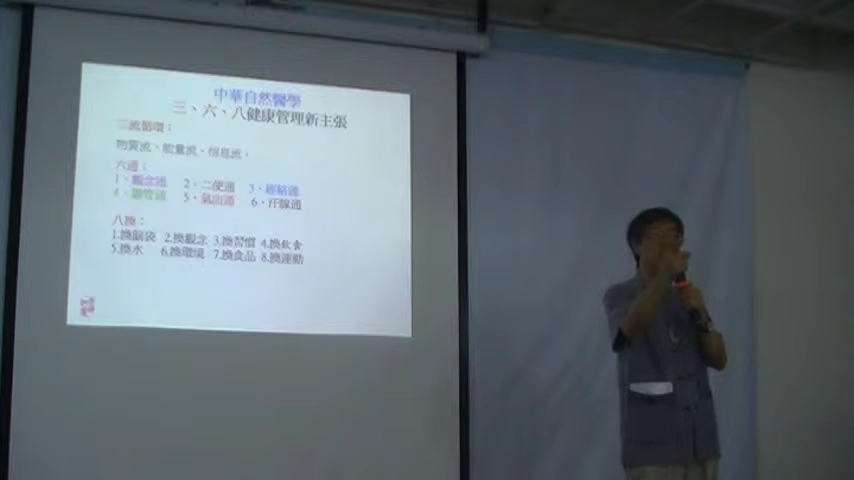 中華自然醫學
三、六、八健康管理新主張
三流循環：
物質流、能量流、信息流。
六通：
1、觀念通 2、二便通 3、經絡通
4、腸胃通 5、氣血通 6、汗腺通
八換：
1.換腦袋 2.換觀念 3.換習慣 4.換飲食
5.換水 6.換環境 7.換食品 8.換運動